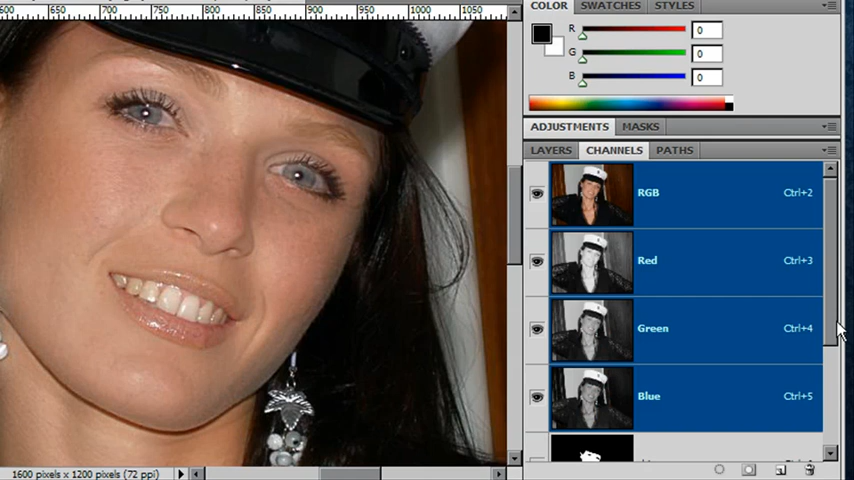 600 650 700 750 800 850 900 950 1000 1050
COLOR SWATCHES STYLES
R 0
G 0
B 0
ADJUSTMENTS MASKS
LAYERS CHANNELS PATHS
RGB Ctrl+2
Red Ctrl+3
Green Ctrl+4
Blue Ctrl+5
1600 pixels x 1200 pixels (72 ppi)